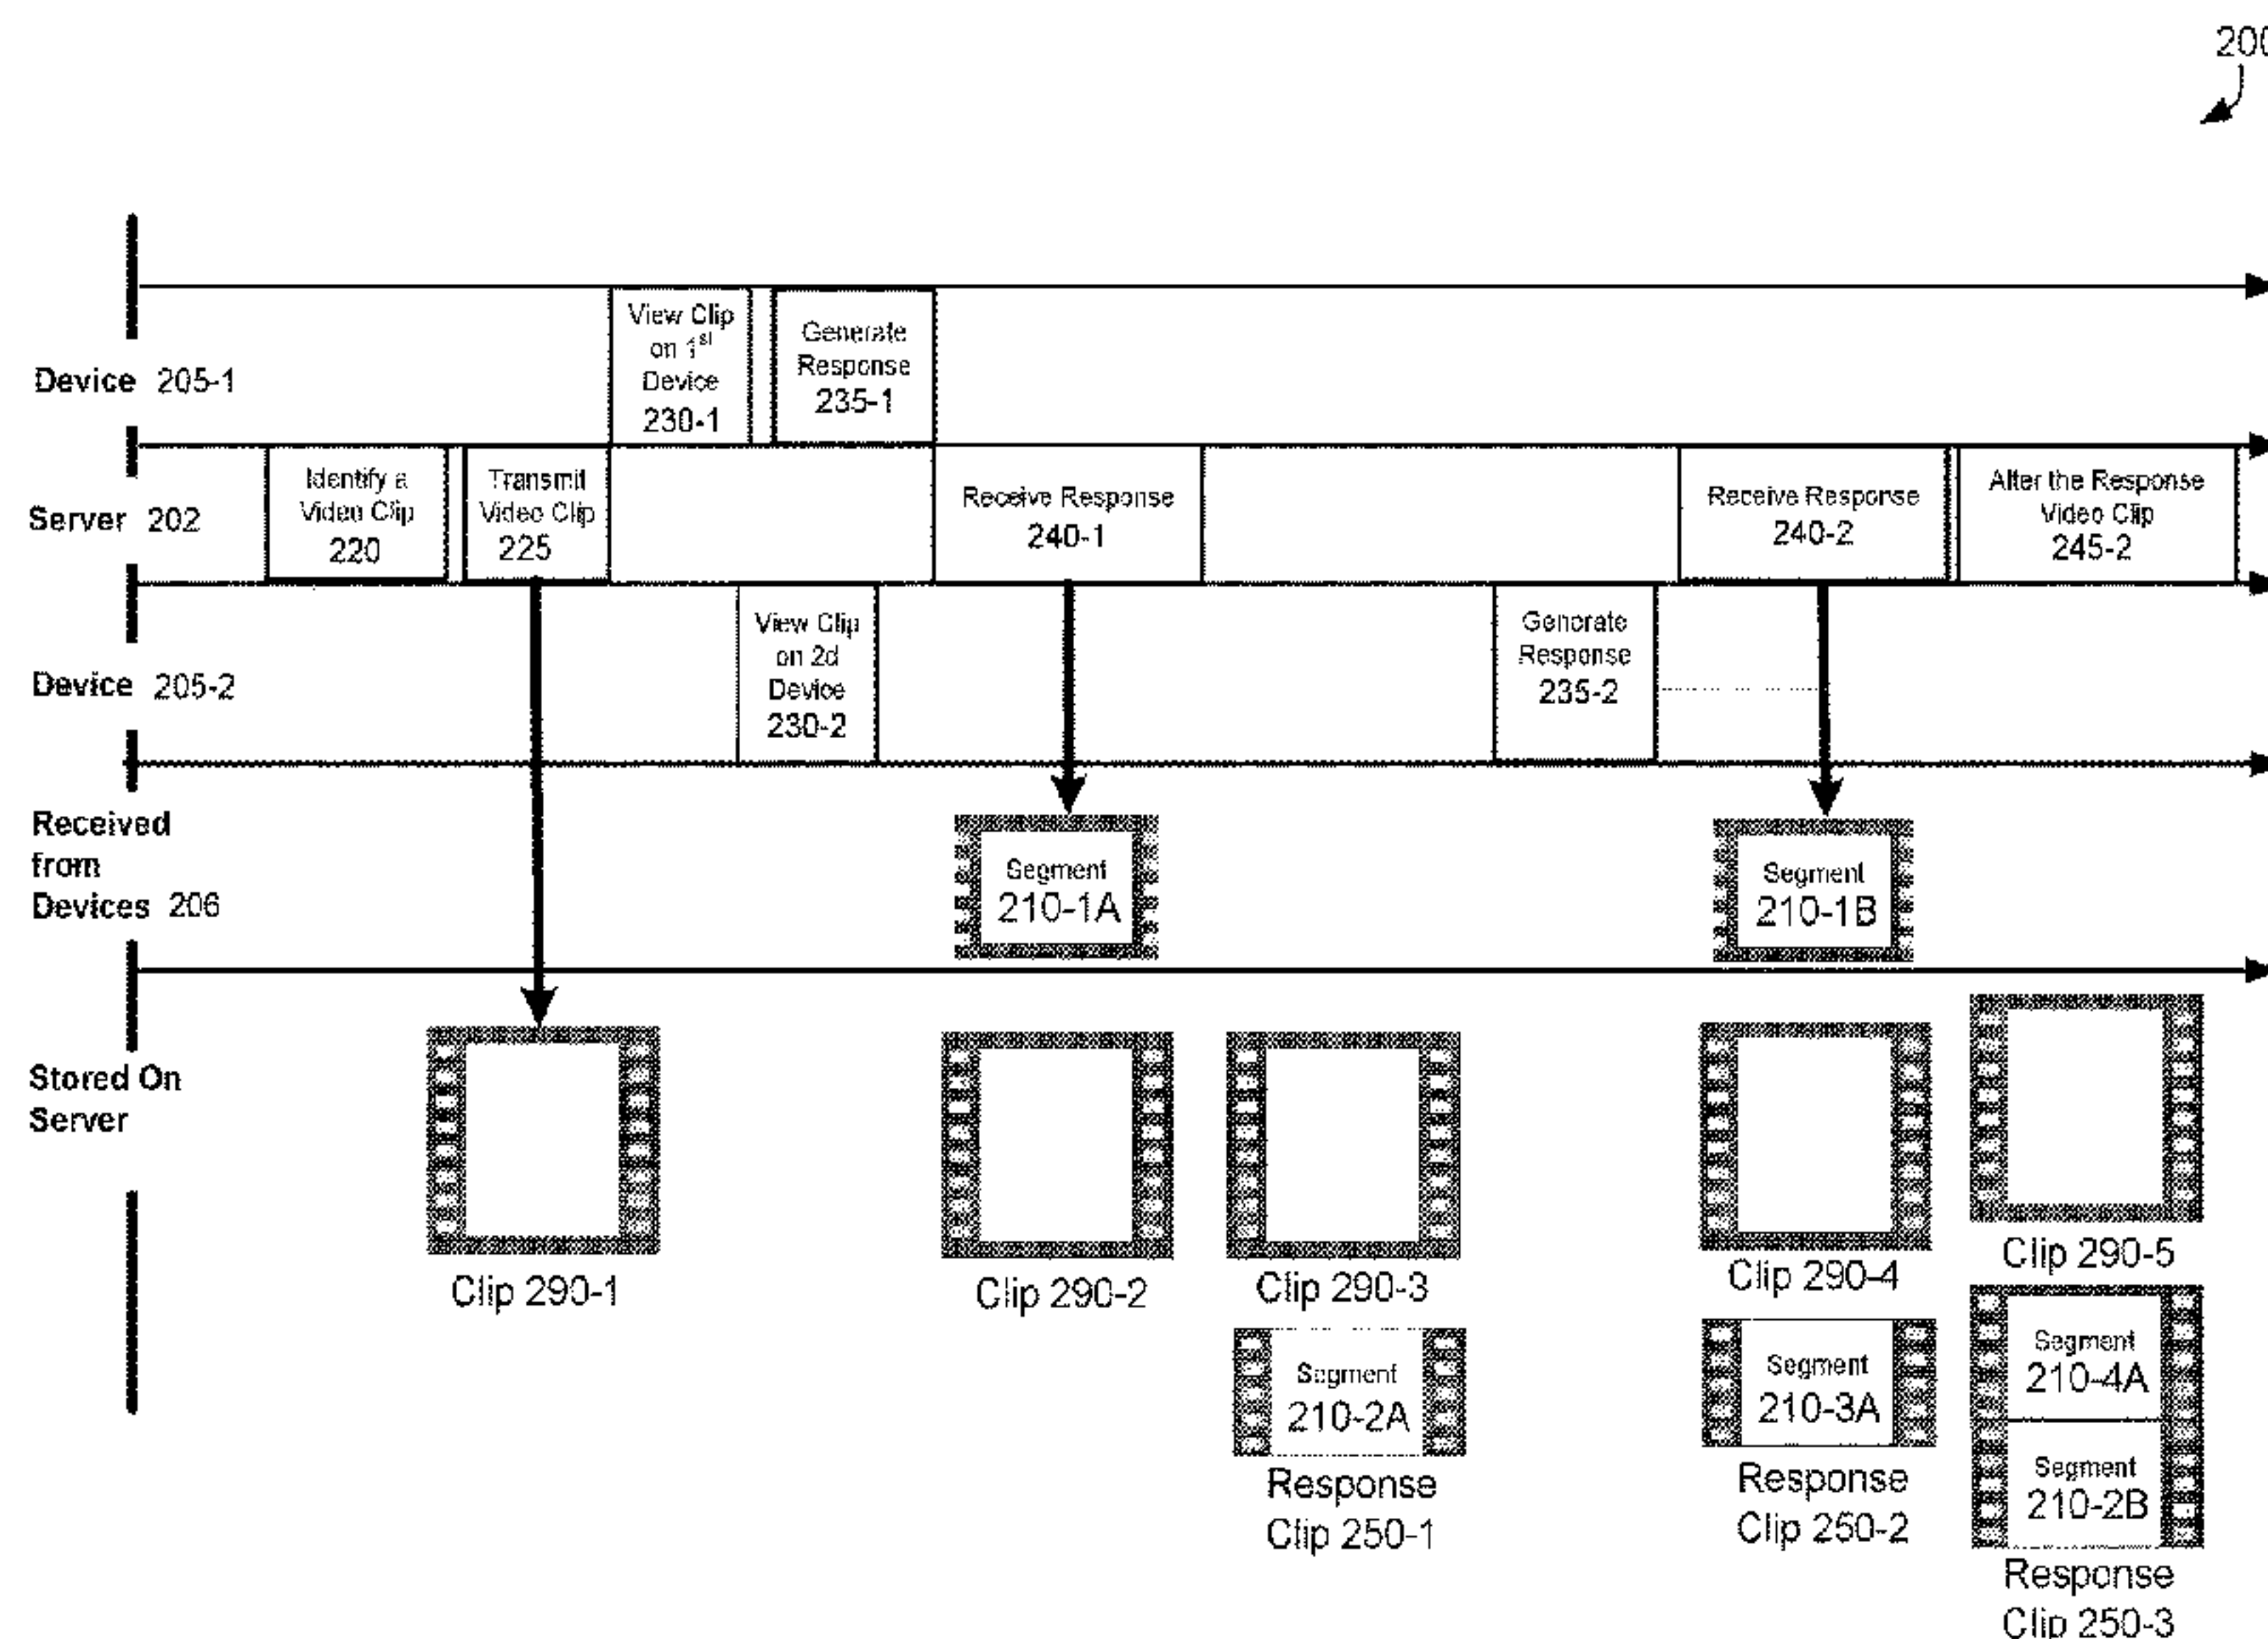 200
View Clip
on 1st
Device
230-1
Generate
Response
235-1
Device 205-1
Identify a
Video Clip
220
Transmit
Video Clip
225
Receive Response
240-1
Receive Response
240-2
Alter the Response
Video Clip
245-2
Server 202
View Clip
on 2d
Device
230-2
Generate
Response
235-2
Device 205-2
Received
from
Devices 206
Segment
210-1A
Segment
210-1B
Stored On
Server
Clip 290-1
Clip 290-2
Clip 290-3
Clip 290-4
Clip 290-5
Segment
210-2A
Response
Clip 250-1
Segment
210-3A
Response
Clip 250-2
Segment
210-4A
Segment
210-2B
Response
Clip 250-3